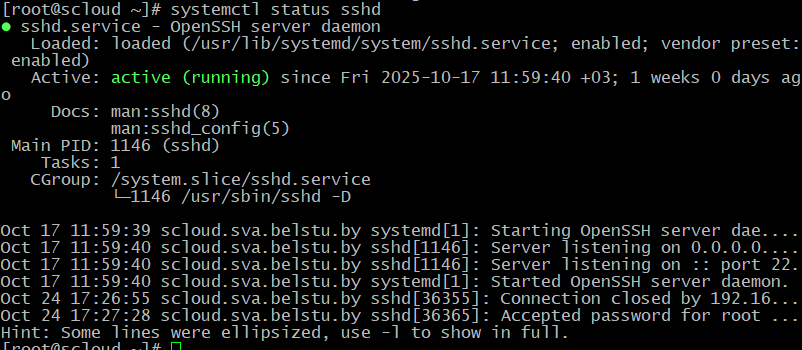 [root@scloud ~]# systemctl status sshd
● sshd.service - OpenSSH server daemon
   Loaded: loaded (/usr/lib/systemd/system/sshd.service; enabled; vendor preset:
 enabled)
   Active: active (running) since Fri 2025-10-17 11:59:40 +03; 1 weeks 0 days ag
o
     Docs: man:sshd(8)
           man:sshd_config(5)
 Main PID: 1146 (sshd)
    Tasks: 1
   CGroup: /system.slice/sshd.service
           └─1146 /usr/sbin/sshd -D

Oct 17 11:59:39 scloud.sva.belstu.by systemd[1]: Starting OpenSSH server dae....
Oct 17 11:59:40 scloud.sva.belstu.by sshd[1146]: Server listening on 0.0.0.0....
Oct 17 11:59:40 scloud.sva.belstu.by sshd[1146]: Server listening on :: port 22.
Oct 17 11:59:40 scloud.sva.belstu.by systemd[1]: Started OpenSSH server daemon.
Oct 24 17:26:55 scloud.sva.belstu.by sshd[36355]: Connection closed by 192.16...
Oct 24 17:27:28 scloud.sva.belstu.by sshd[36365]: Accepted password for root ...
Hint: Some lines were ellipsized, use -l to show in full.
[root@scloud ~]#